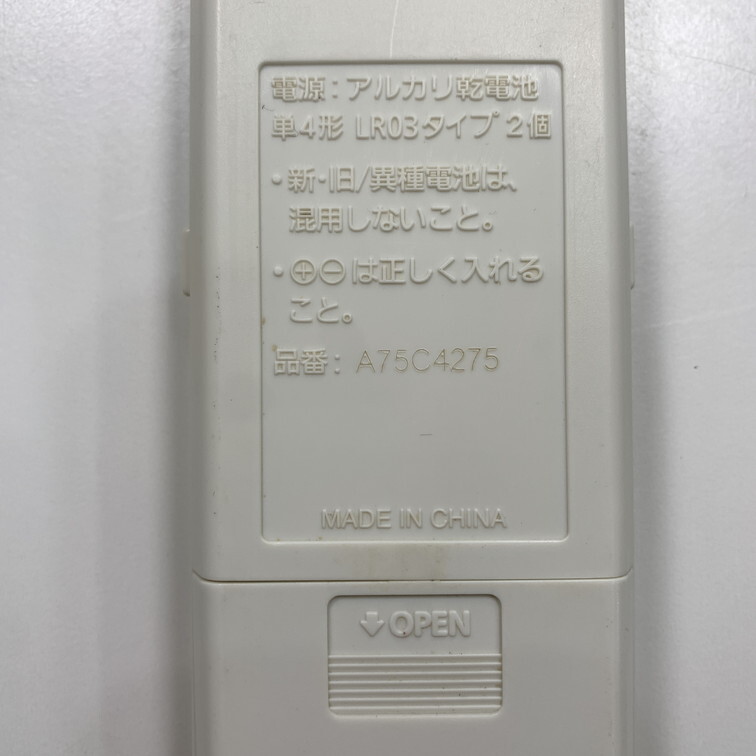 電源：アルカリ乾電池
単4形 LR03タイプ 2個
・新・旧/異種電池は、
混用しないこと。
・⊕⊖は正しく入れる
こと。
品番： A75C4275
MADE IN CHINA
OPEN